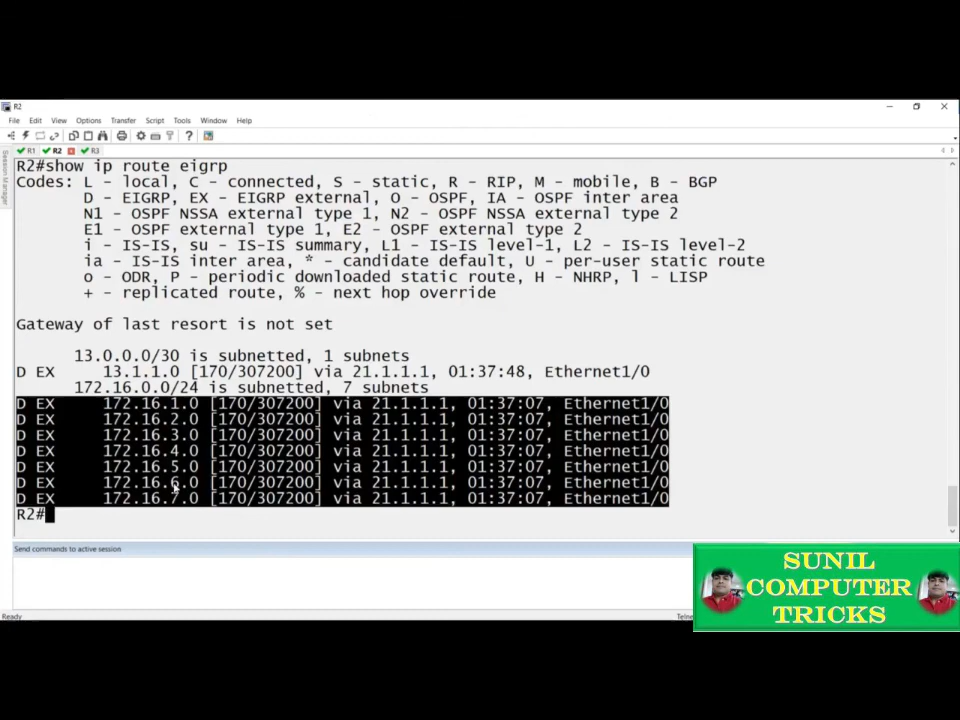 R2
File Edit View Options Transfer Script Tools Window Help
R1 R2 R3
Session Manager
R2#show ip route eigrp
Codes: L - local, C - connected, S - static, R - RIP, M - mobile, B - BGP
D - EIGRP, EX - EIGRP external, O - OSPF, IA - OSPF inter area
N1 - OSPF NSSA external type 1, N2 - OSPF NSSA external type 2
E1 - OSPF external type 1, E2 - OSPF external type 2
i - IS-IS, su - IS-IS summary, L1 - IS-IS level-1, L2 - IS-IS level-2
ia - IS-IS inter area, * - candidate default, U - per-user static route
o - ODR, P - periodic downloaded static route, H - NHRP, l - LISP
+ - replicated route, % - next hop override
Gateway of last resort is not set
13.0.0.0/30 is subnetted, 1 subnets
D EX 13.1.1.0 [170/307200] via 21.1.1.1, 01:37:48, Ethernet1/0
172.16.0.0/24 is subnetted, 7 subnets
D EX 172.16.1.0 [170/307200] via 21.1.1.1, 01:37:07, Ethernet1/0
D EX 172.16.2.0 [170/307200] via 21.1.1.1, 01:37:07, Ethernet1/0
D EX 172.16.3.0 [170/307200] via 21.1.1.1, 01:37:07, Ethernet1/0
D EX 172.16.4.0 [170/307200] via 21.1.1.1, 01:37:07, Ethernet1/0
D EX 172.16.5.0 [170/307200] via 21.1.1.1, 01:37:07, Ethernet1/0
D EX 172.16.6.0 [170/307200] via 21.1.1.1, 01:37:07, Ethernet1/0
D EX 172.16.7.0 [170/307200] via 21.1.1.1, 01:37:07, Ethernet1/0
R2#
Send commands to active session
Ready
SUNIL
COMPUTER
TRICKS